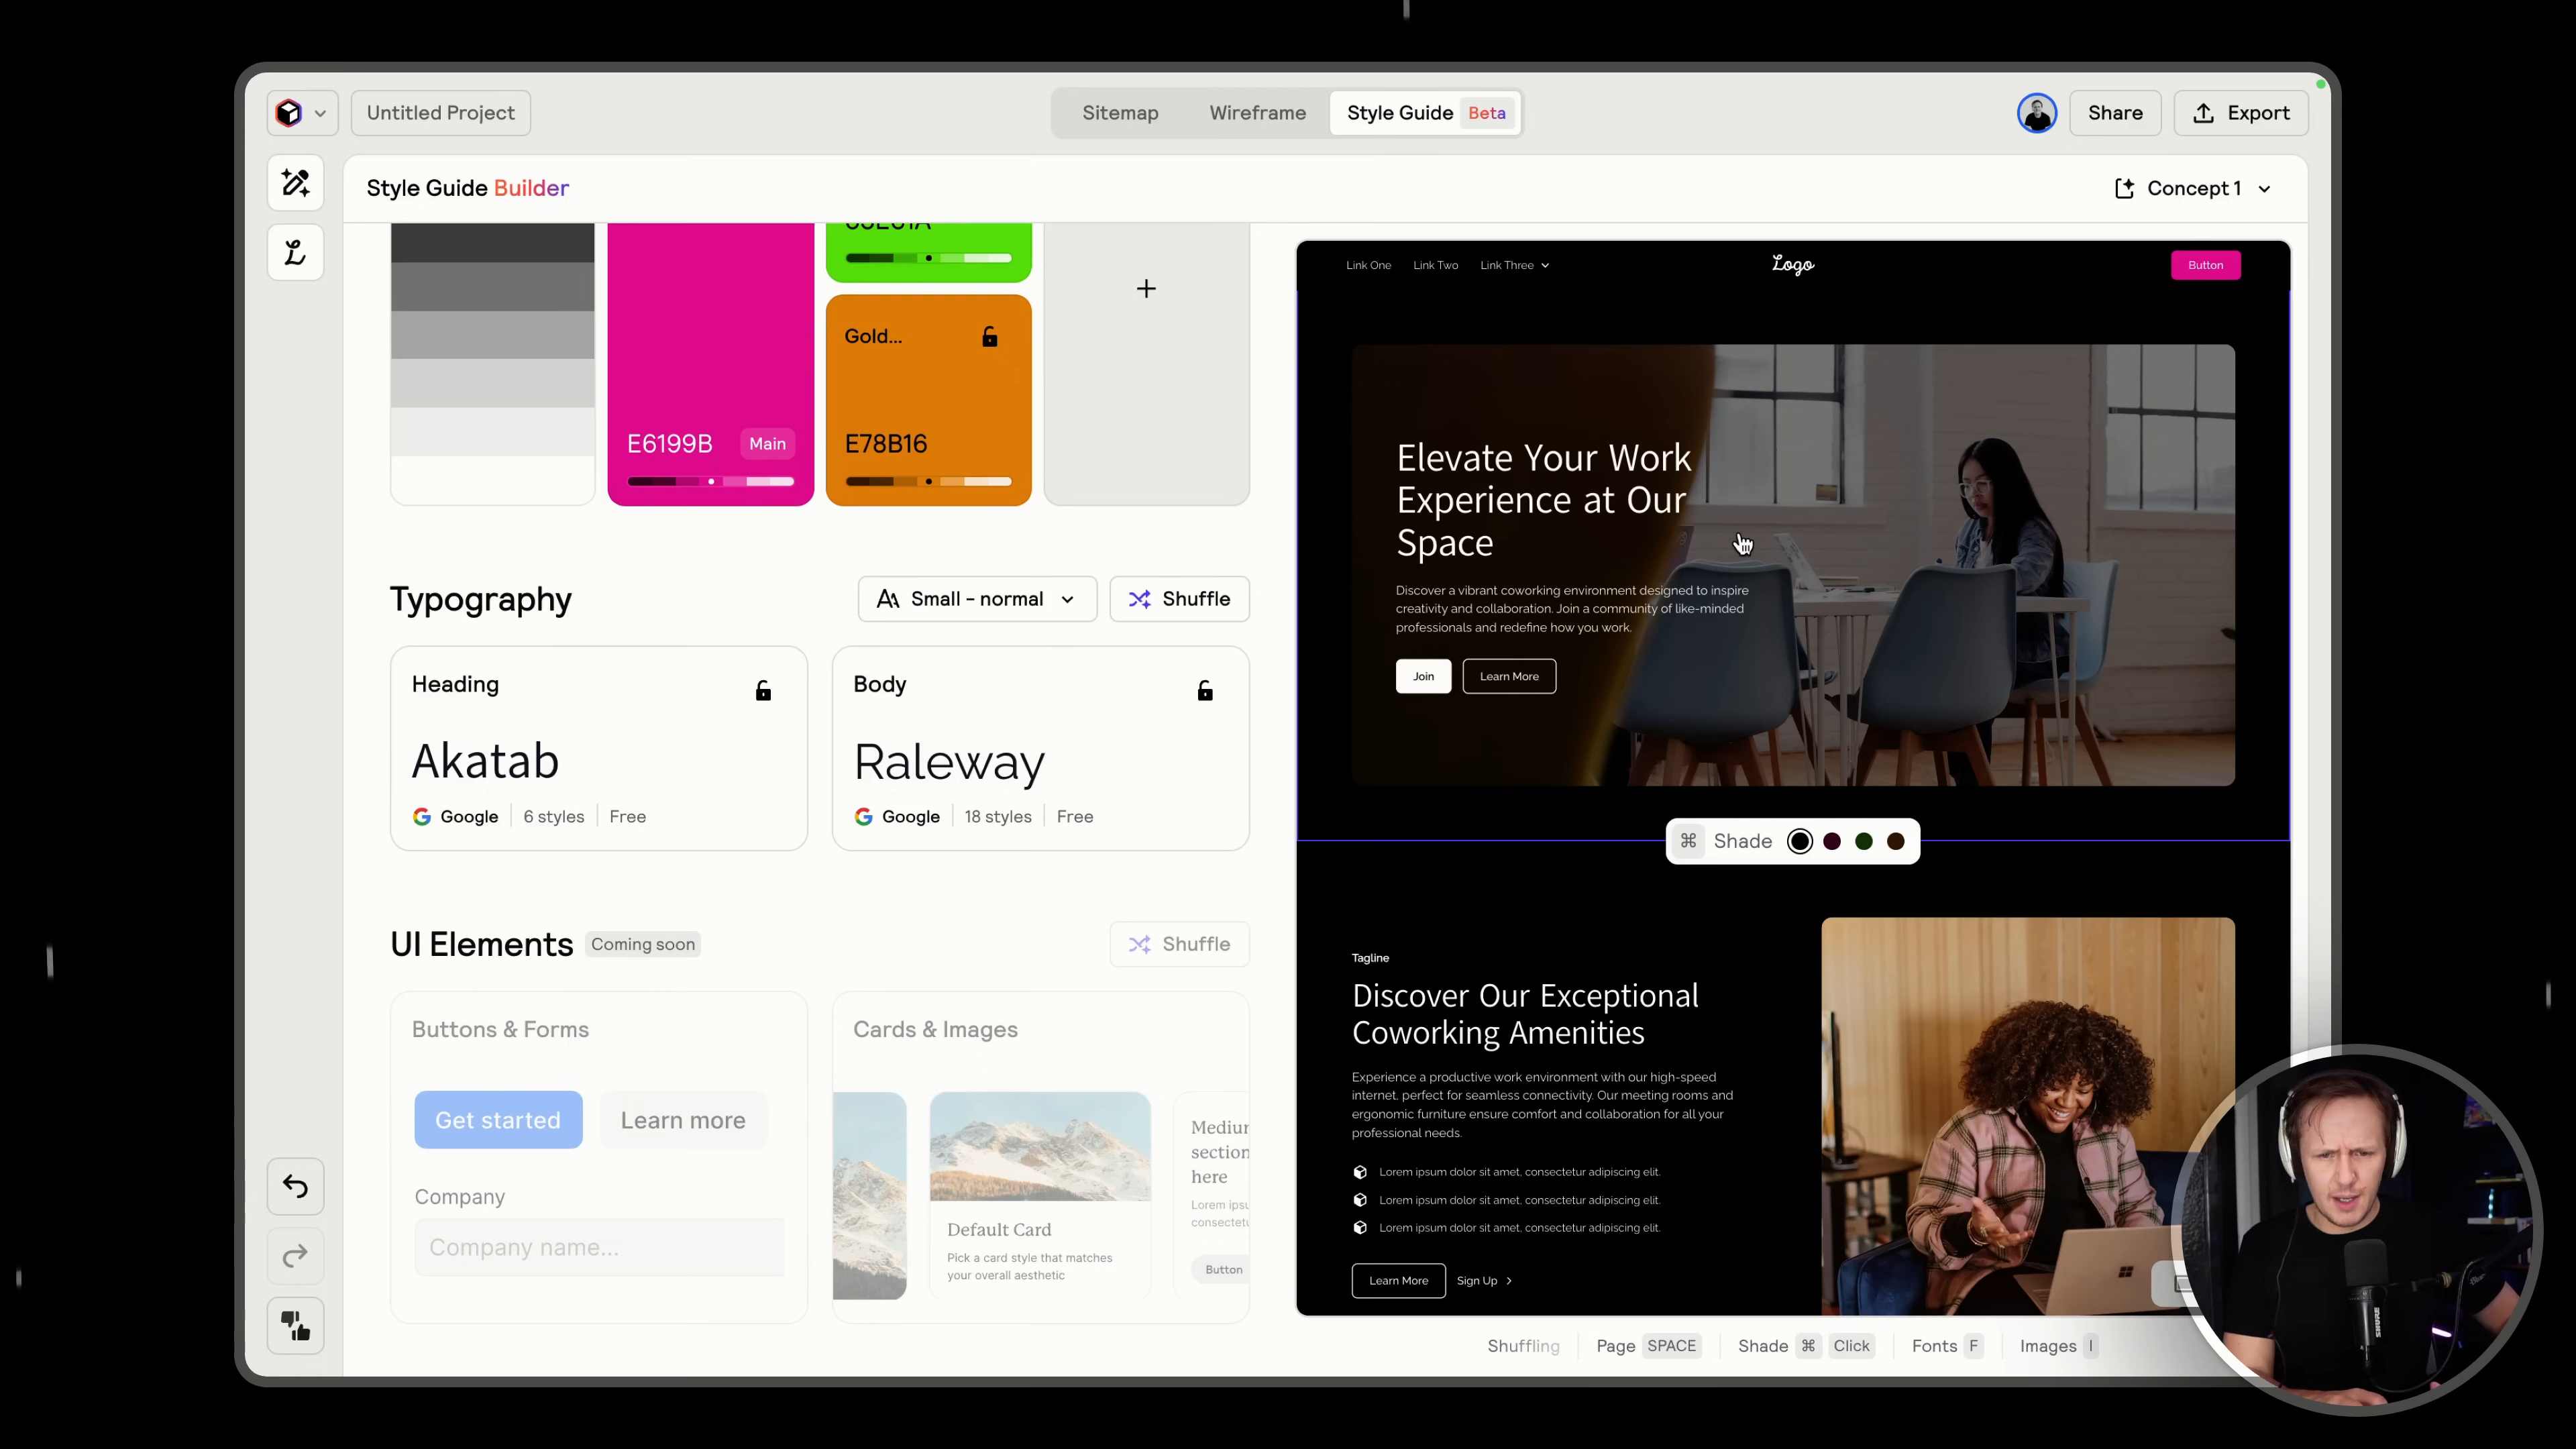 Untitled Project
Sitemap
Wireframe
Style Guide Beta
Share
Export
Style Guide Builder
Concept 1
E6199B
Main
Gold...
E78B16
Typography
Small - normal
Shuffle
Heading
Akatab
Google
6 styles
Free
Body
Raleway
Google
18 styles
Free
UI Elements
Coming soon
Shuffle
Buttons & Forms
Get started
Learn more
Company
Company name...
Cards & Images
Default Card
Pick a card style that matches
your overall aesthetic
section
here
Button
Link One
Link Two
Link Three
Logo
Button
Elevate Your Work
Experience at Our
Space
Discover a vibrant coworking environment designed to inspire
creativity and collaboration. Join a community of like-minded
professionals and redefine how you work.
Join
Learn More
⌘ Shade
Tagline
Discover Our Exceptional
Coworking Amenities
Experience a productive work environment with our high-speed
internet, perfect for seamless connectivity. Our meeting rooms and
ergonomic furniture ensure comfort and collaboration for all your
professional needs.
Lorem ipsum dolor sit amet, consectetur adipiscing elit.
Lorem ipsum dolor sit amet, consectetur adipiscing elit.
Lorem ipsum dolor sit amet, consectetur adipiscing elit.
Learn More
Sign Up
Shuffling
Page SPACE
Shade ⌘ Click
Fonts F
Images I
SHURE